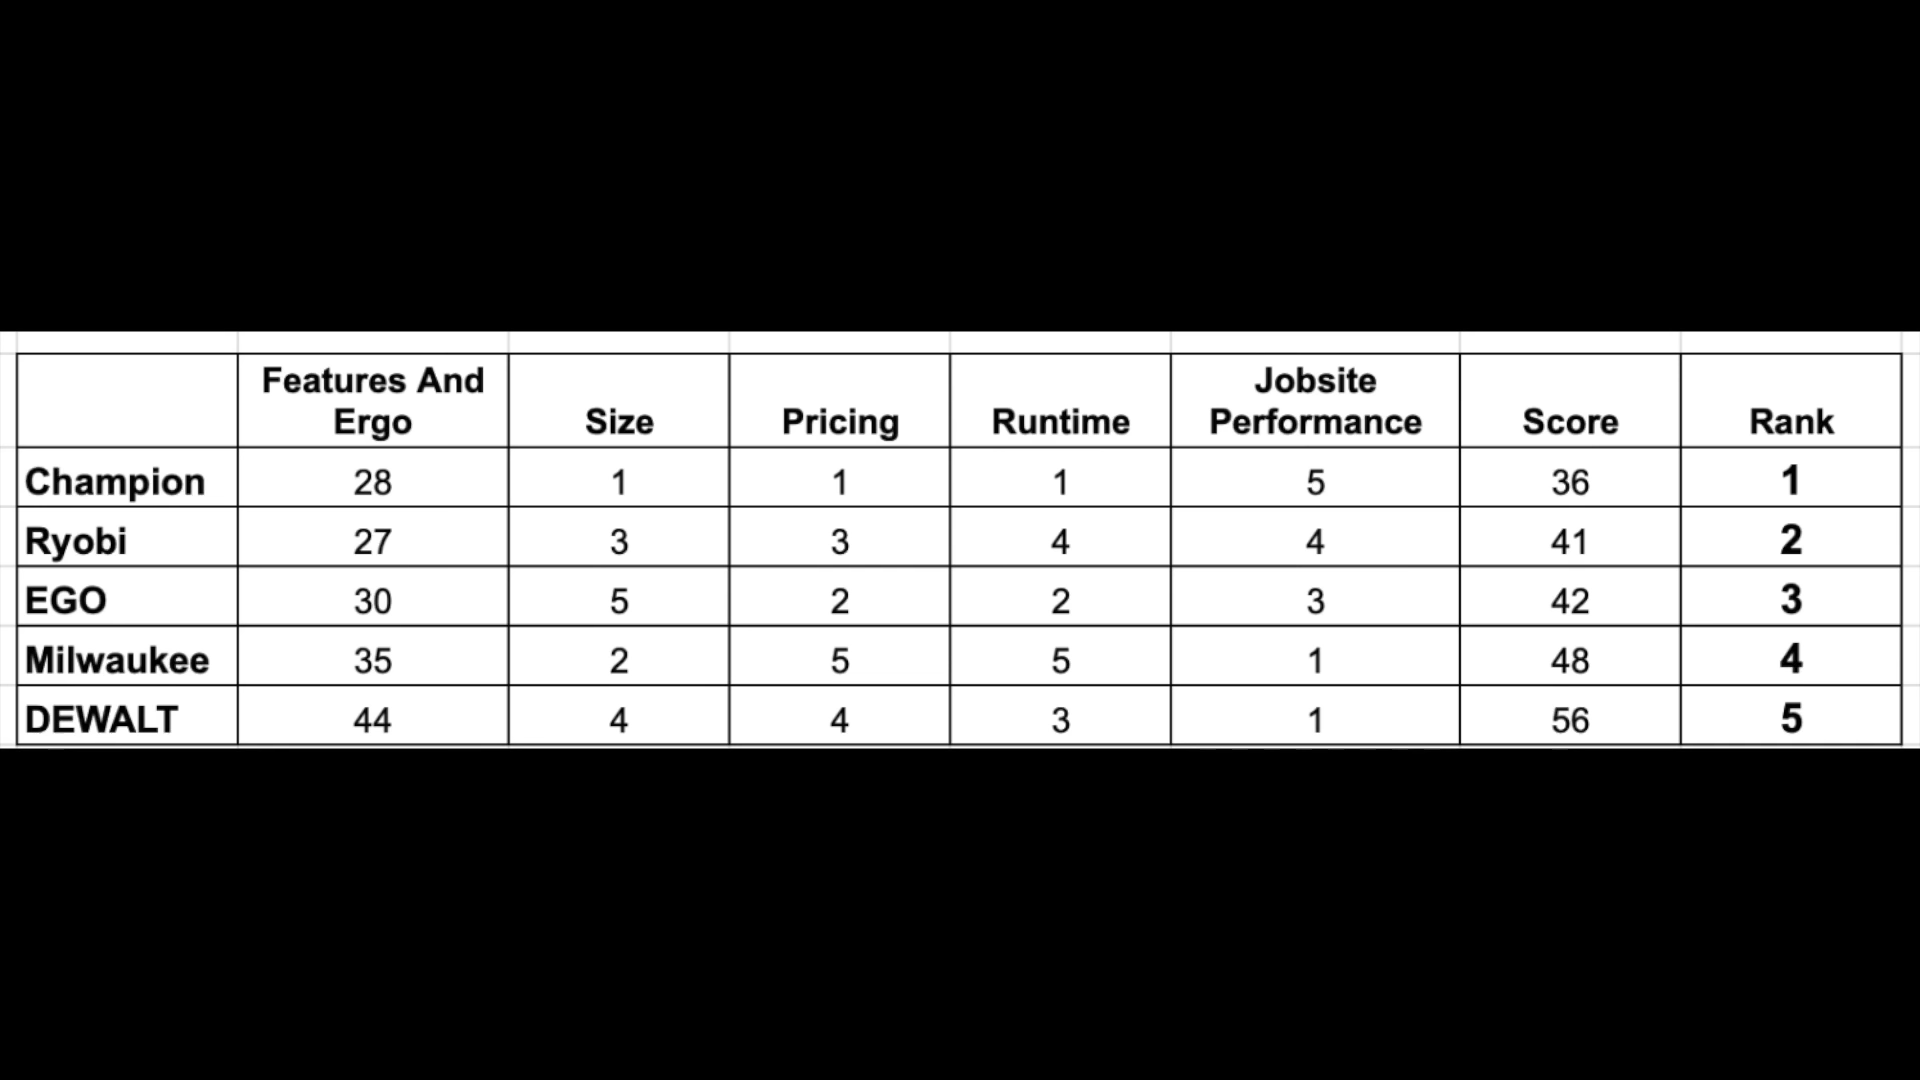 Features And
Ergo Size Pricing Runtime Jobsite
Performance Score Rank
Champion 28 1 1 1 5 36 1
Ryobi 27 3 3 4 4 41 2
EGO 30 5 2 2 3 42 3
Milwaukee 35 2 5 5 1 48 4
DEWALT 44 4 4 3 1 56 5